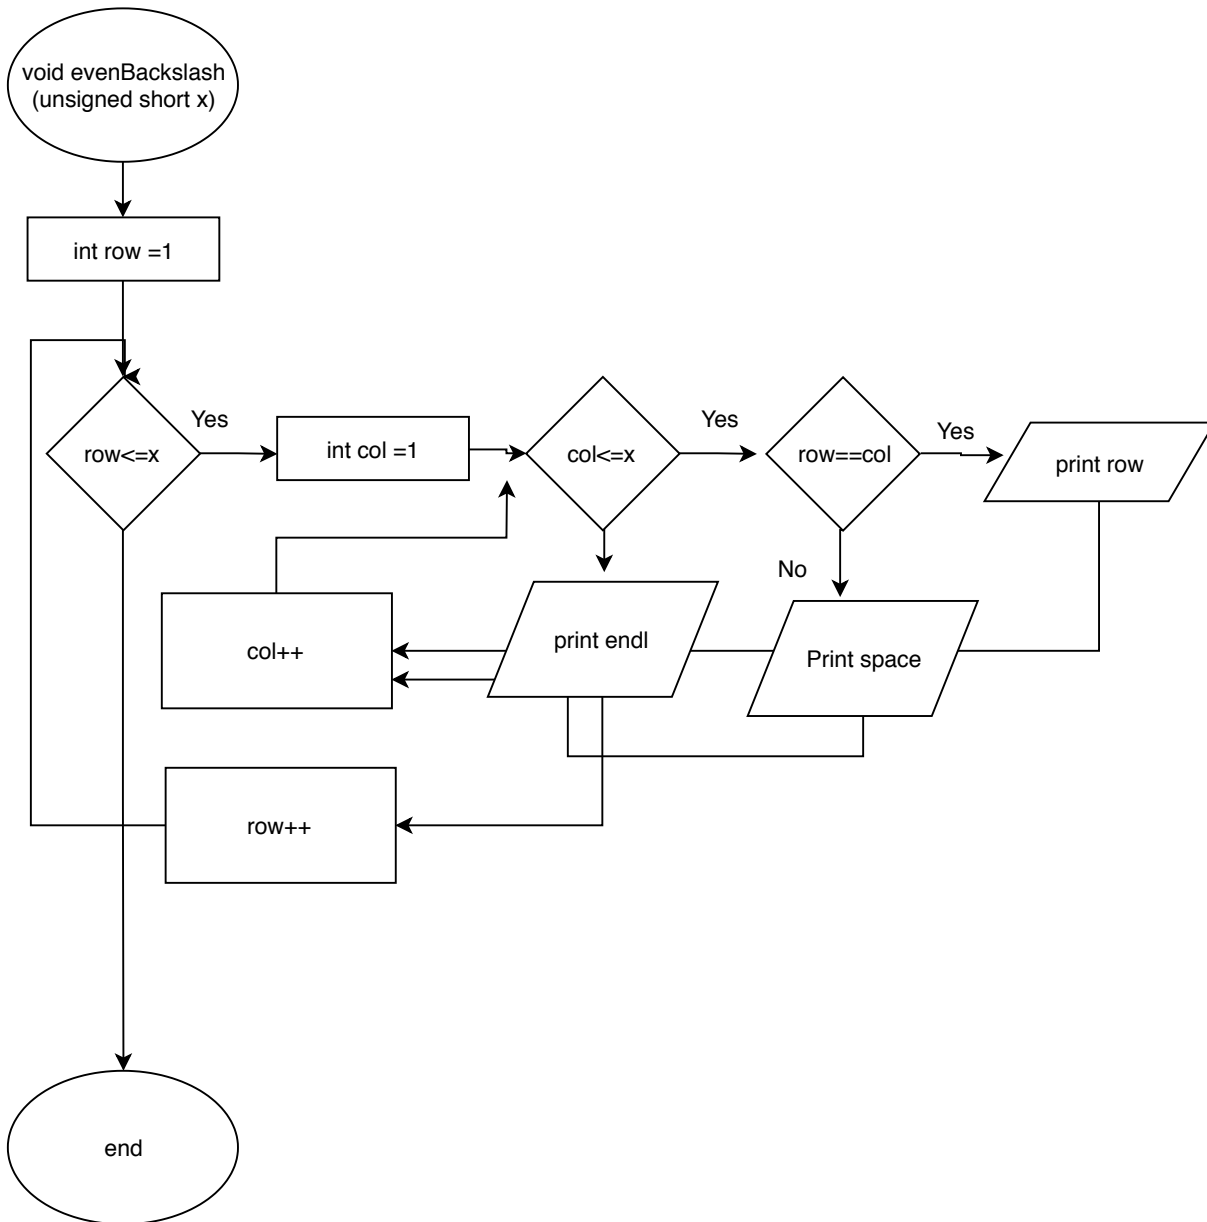 void evenBackslash
(unsigned short x)
int row =1
Yes
Yes
Yes
row<=x
int col =1
col<=x
row==col
print row
No
print endl
Print space
col++
row++
end